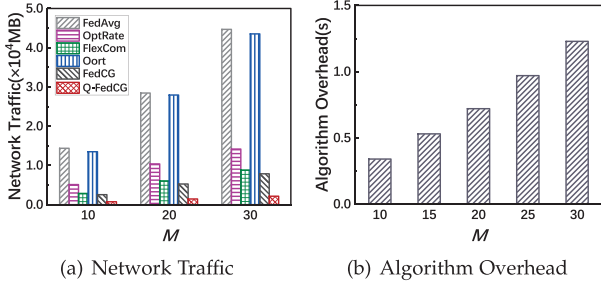 Network Traffic(×10⁴MB)
5.0
4.0
3.0
2.0
1.0
0.0
FedAvg
OptRate
FlexCom
Oort
FedCG
Q-FedCG
10 20 30
M
(a) Network Traffic
Algorithm Overhead(s)
1.5
1.0
0.5
0.0
10 15 20 25 30
M
(b) Algorithm Overhead